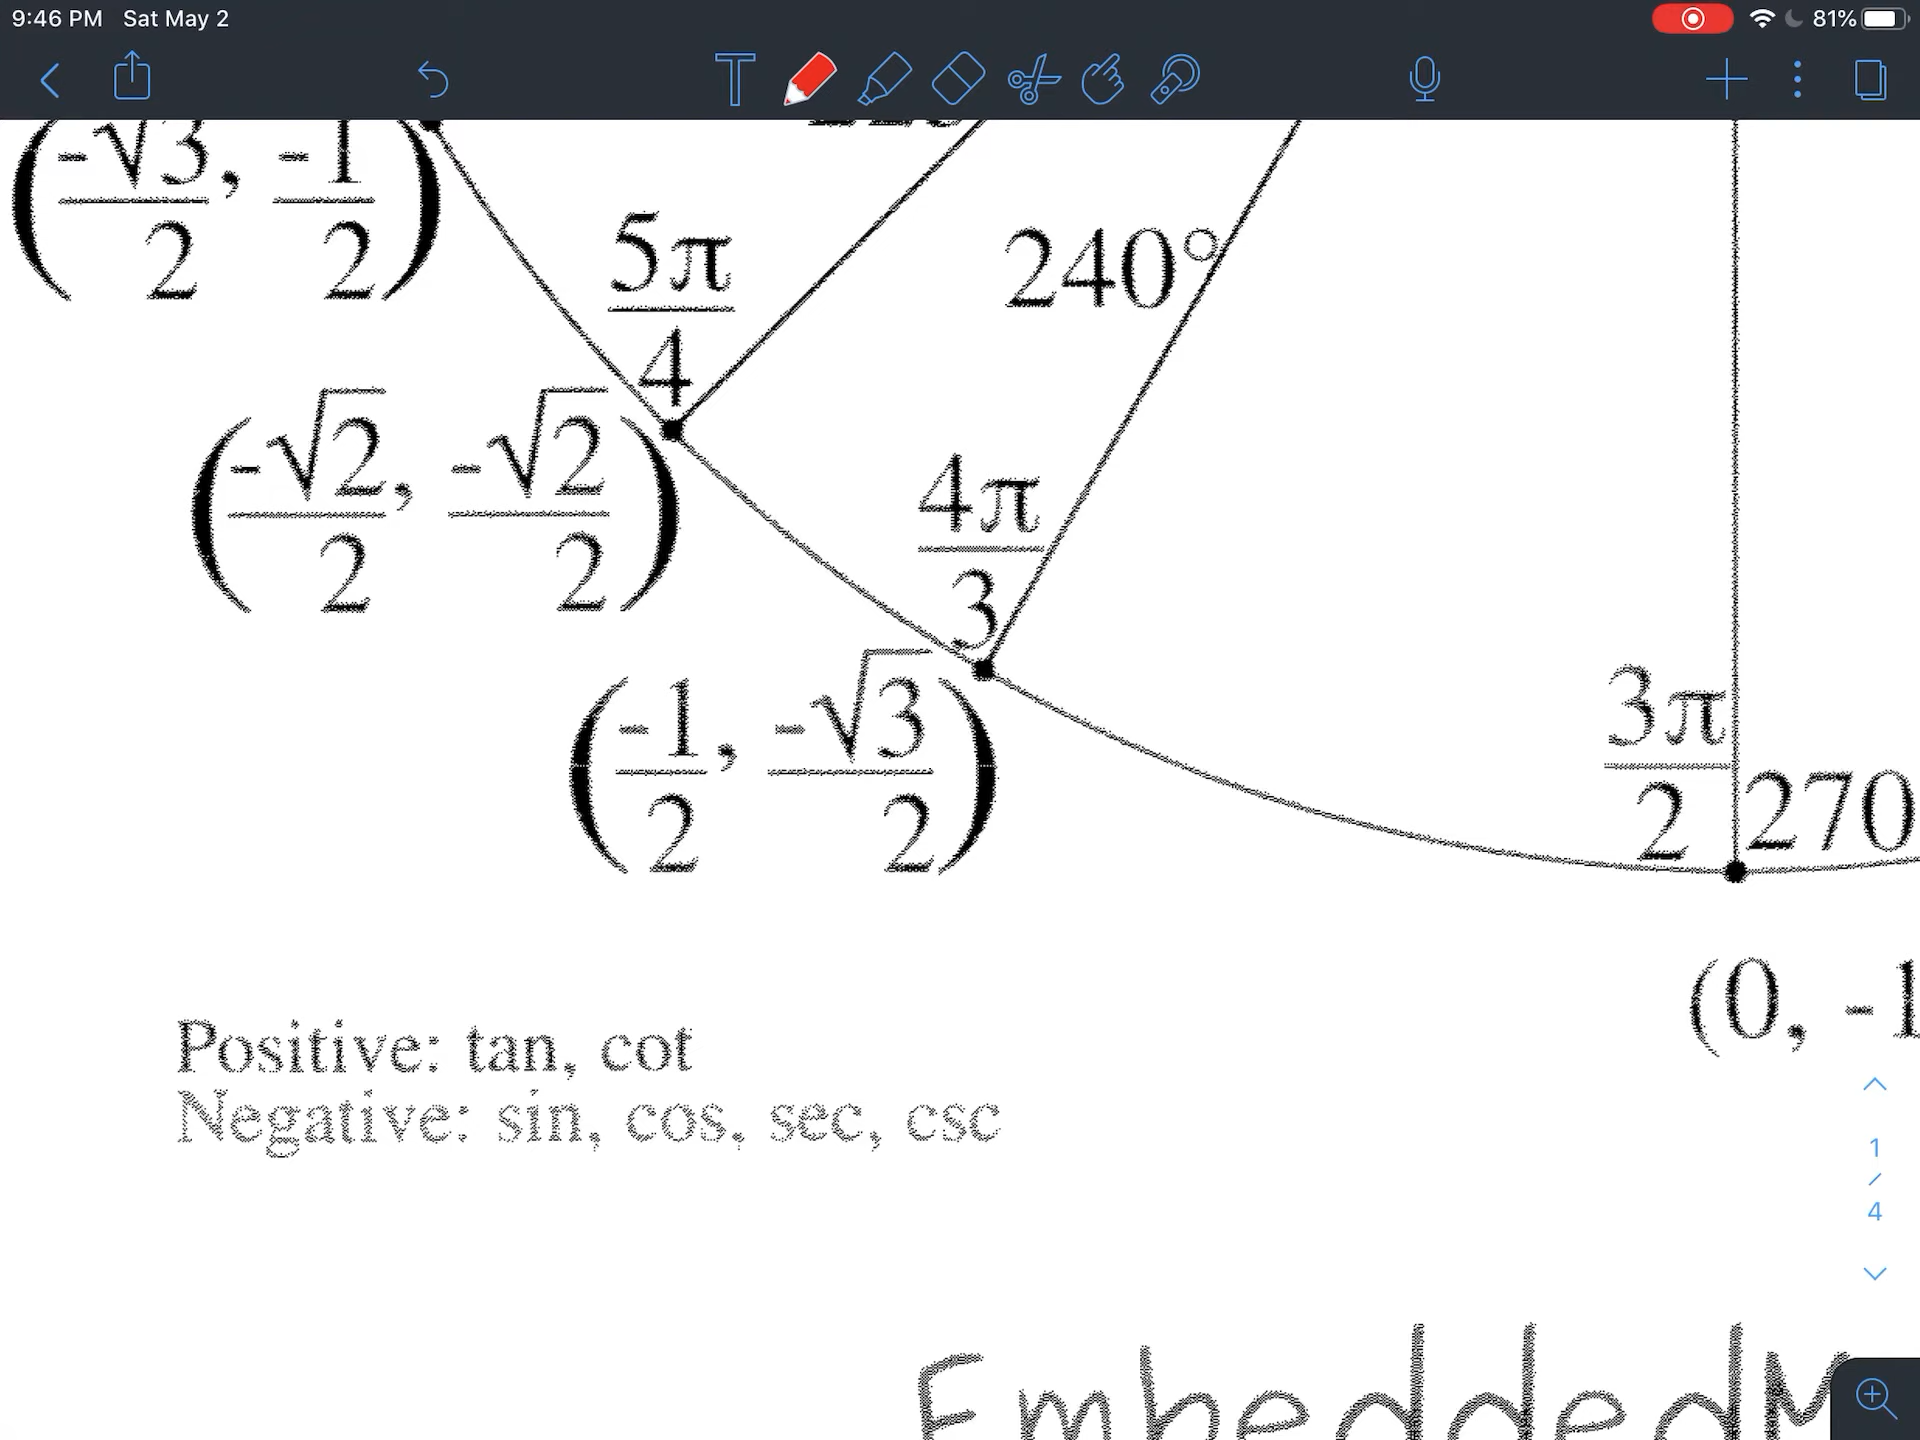 9:46 PM Sat May 2
81%
(-√3/2, -1/2)
5π/4
240°
(-√2/2, -√2/2)
4π/3
(-1/2, -√3/2)
3π/2
270
(0, -1
Positive: tan, cot
Negative: sin, cos, sec, csc
1
/
4
EmbeddedM